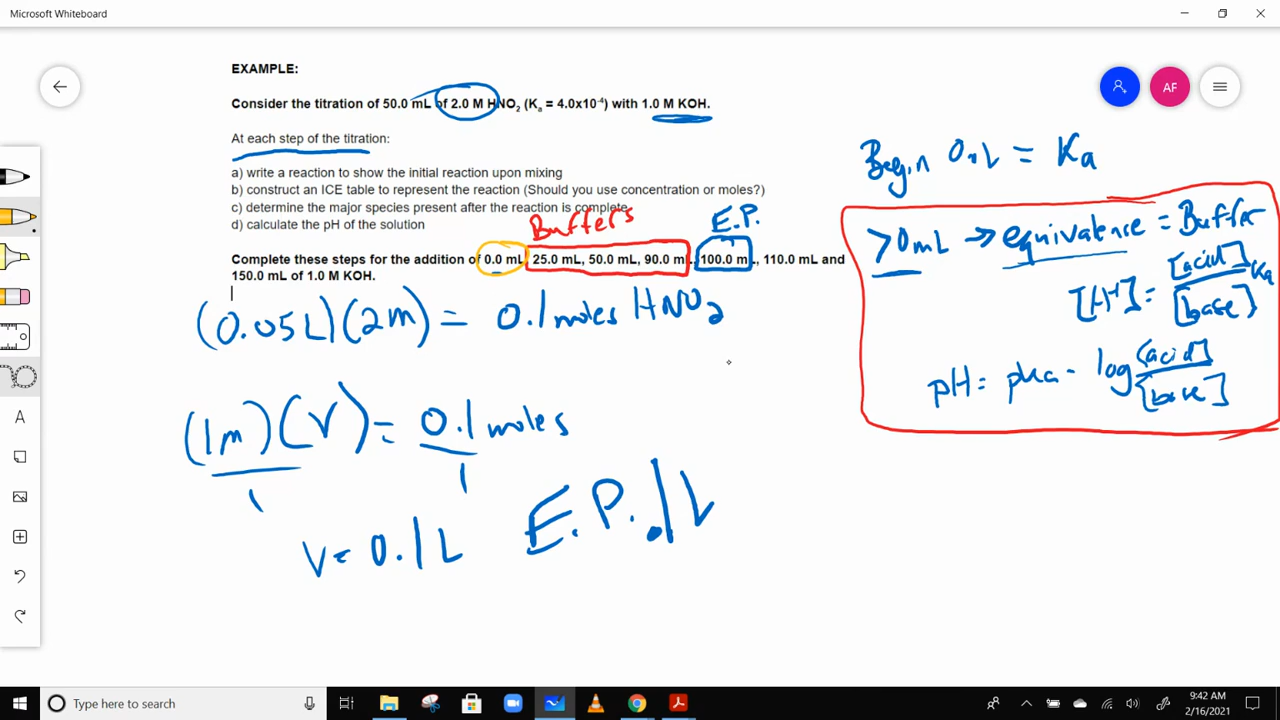 Microsoft Whiteboard
AF
EXAMPLE:
Consider the titration of 50.0 mL of 2.0 M HNO₂ (Kₐ = 4.0x10⁻⁴) with 1.0 M KOH.
At each step of the titration:
a) write a reaction to show the initial reaction upon mixing
b) construct an ICE table to represent the reaction (Should you use concentration or moles?)
c) determine the major species present after the reaction is complete
d) calculate the pH of the solution
Buffers
E.P.
Complete these steps for the addition of 0.0 mL, 25.0 mL, 50.0 mL, 90.0 mL, 100.0 mL, 110.0 mL and
150.0 mL of 1.0 M KOH.
(0.05L)(2m) = 0.1 moles HNO₂
(1m)(V) = 0.1 moles
1 1
V = 0.1 L
E.P. .1 L
Begin 0mL = Ka
>0mL → equivalence = Buffer
[H⁺] = [acid]/[base] Ka
pH = pka - log [acid]/[base]
A
Type here to search
9:42 AM
2/16/2021